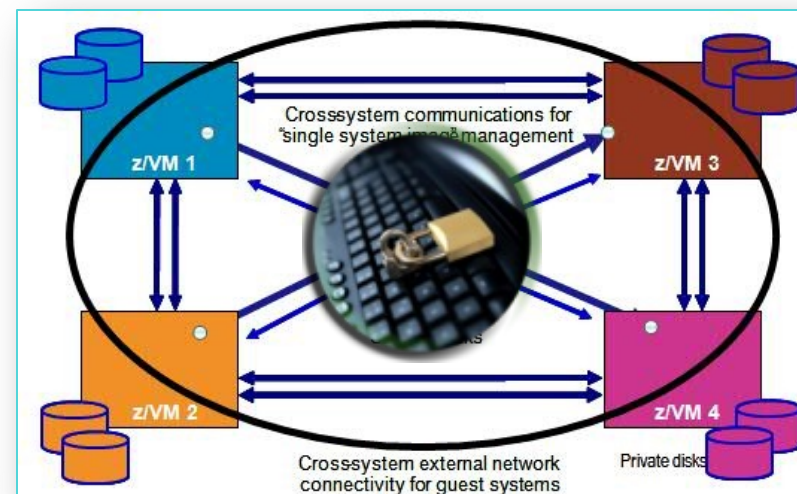 Crosssystem communications for
“single system image” management
z/VM 1
z/VM 3
z/VM 2
z/VM 4
Private disks
Crosssystem external network
connectivity for guest systems